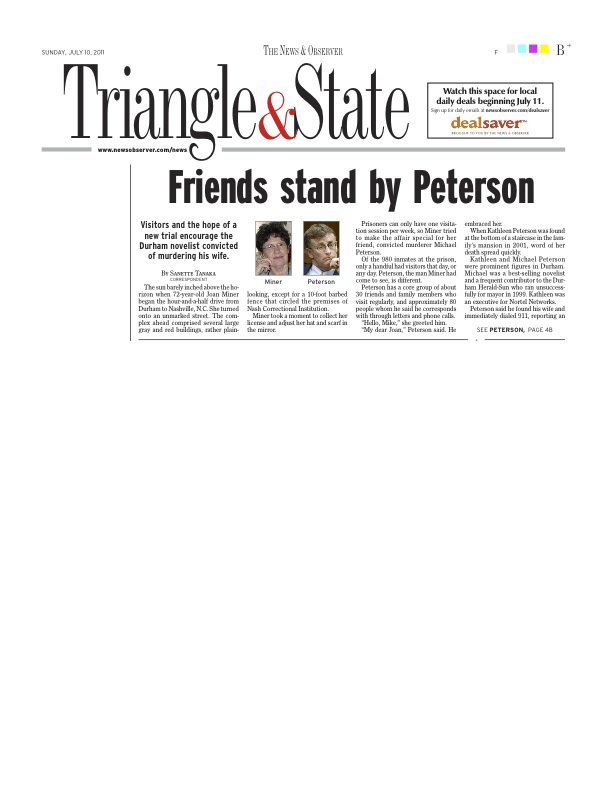 SUNDAY, JULY 10, 2011
THE NEWS & OBSERVER
F
B+
Triangle&State
Watch this space for local
daily deals beginning July 11.
Sign up for daily emails at newsobserver.com/dealsaver
dealsaver™
BROUGHT TO YOU BY THE NEWS & OBSERVER
www.newsobserver.com/news
Friends stand by Peterson
Visitors and the hope of a
new trial encourage the
Durham novelist convicted
of murdering his wife.
BY SANETTE TANAKA
CORRESPONDENT
The sun barely inched above the ho-
rizon when 72-year-old Joan Miner
began the hour-and-a-half drive from
Durham to Nashville, N.C. She turned
onto an unmarked street. The com-
plex ahead comprised several large
gray and red buildings, rather plain-
Miner
Peterson
looking, except for a 10-foot barbed
fence that circled the premises of
Nash Correctional Institution.
Miner took a moment to collect her
license and adjust her hat and scarf in
the mirror.
Prisoners can only have one visita-
tion session per week, so Miner tried
to make the affair special for her
friend, convicted murderer Michael
Peterson.
Of the 980 inmates at the prison,
only a handful had visitors that day, or
any day. Peterson, the man Miner had
come to see, is different.
Peterson has a core group of about
30 friends and family members who
visit regularly, and approximately 80
people whom he said he corresponds
with through letters and phone calls.
"Hello, Mike," she greeted him.
"My dear Joan," Peterson said. He
embraced her.
When Kathleen Peterson was found
at the bottom of a staircase in the fam-
ily's mansion in 2001, word of her
death spread quickly.
Kathleen and Michael Peterson
were prominent figures in Durham.
Michael was a best-selling novelist
and a frequent contributor to the Dur-
ham Herald-Sun who ran unsuccess-
fully for mayor in 1999. Kathleen was
an executive for Nortel Networks.
Peterson said he found his wife and
immediately dialed 911, reporting an
SEE PETERSON, PAGE 4B